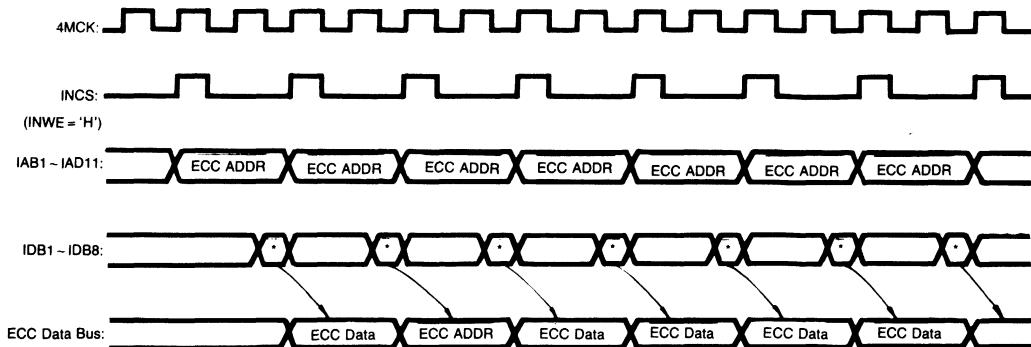 4MCK:
INCS:
(INWE = 'H')
IAB1 ~ IAD11: ECC ADDR ECC ADDR ECC ADDR ECC ADDR ECC ADDR ECC ADDR ECC ADDR
IDB1 ~ IDB8: * * * * * * *
ECC Data Bus: ECC Data ECC ADDR ECC Data ECC Data ECC Data ECC Data